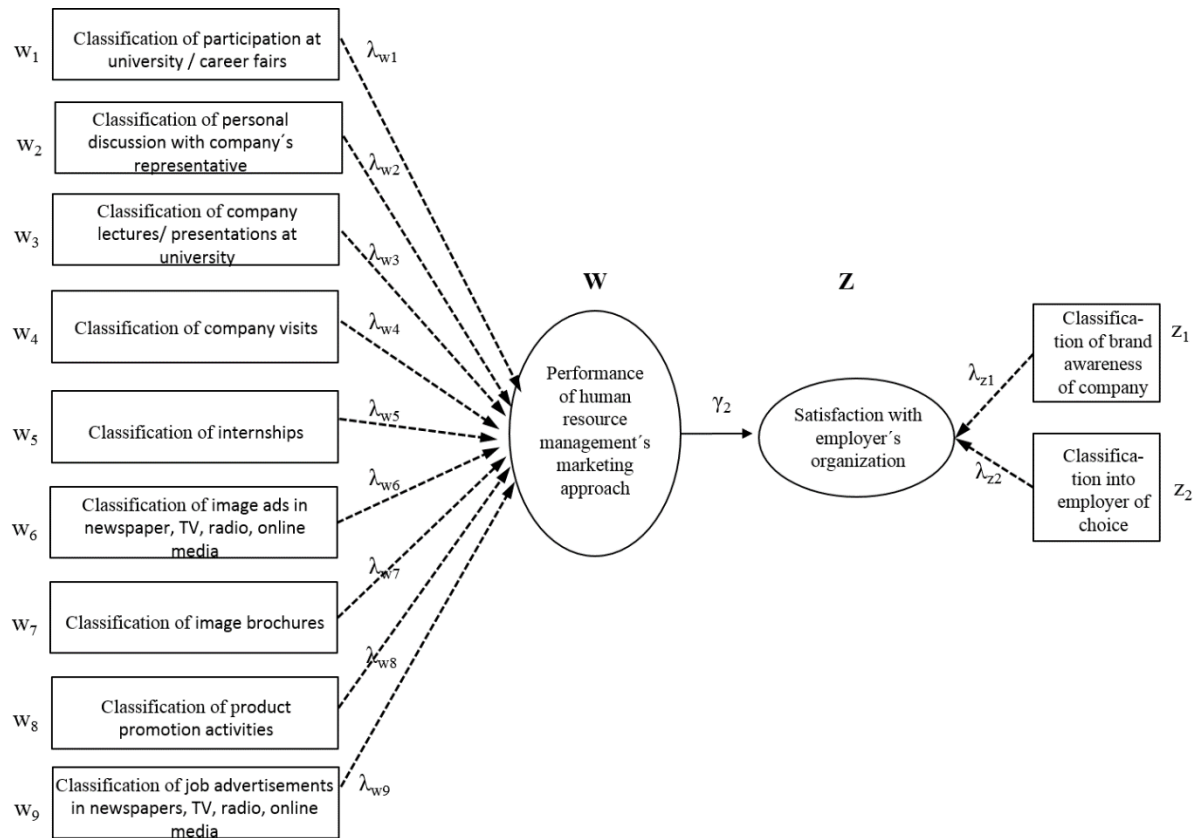 w₁
Classification of participation at
university / career fairs
λw1
w₂
Classification of personal
discussion with company´s
representative
λw2
w₃
Classification of company
lectures/ presentations at
university
λw3
w₄
Classification of company visits
λw4
w₅
Classification of internships
λw5
w₆
Classification of image ads in
newspaper, TV, radio, online
media
λw6
w₇
Classification of image brochures
λw7
w₈
Classification of product
promotion activities
λw8
w₉
Classification of job advertisements
in newspapers, TV, radio, online
media
λw9
W
Performance
of human
resource
management´s
marketing
approach
γ₂
Z
Satisfaction with
employer´s
organization
λz1
Classifica-
tion of brand
awareness
of company
z₁
λz2
Classifica-
tion into
employer of
choice
z₂